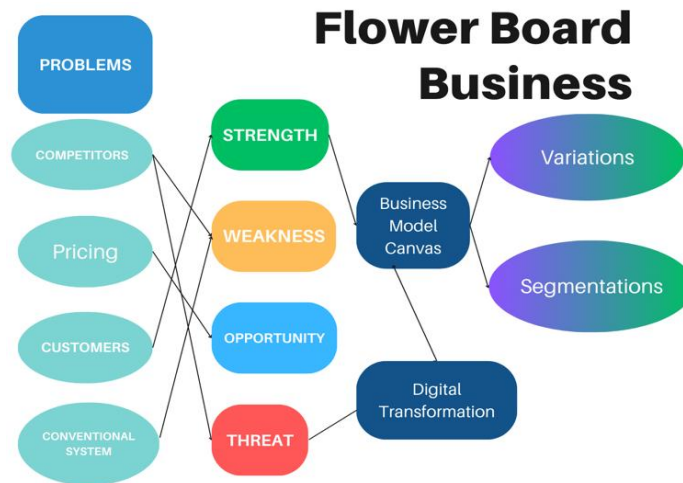 Flower Board
Business
PROBLEMS
COMPETITORS
Pricing
CUSTOMERS
CONVENTIONAL
SYSTEM
STRENGTH
WEAKNESS
OPPORTUNITY
THREAT
Business
Model
Canvas
Digital
Transformation
Variations
Segmentations